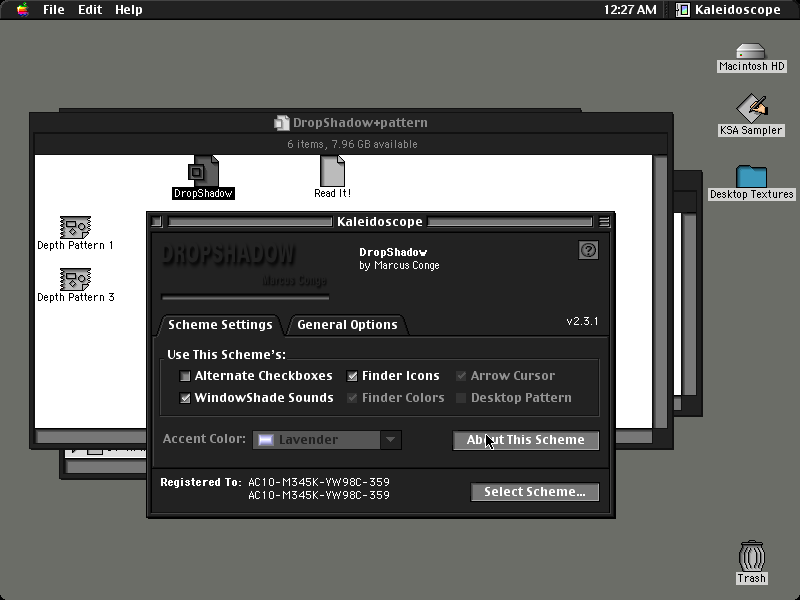 File Edit Help 12:27 AM Kaleidoscope
Macintosh HD
KSA Sampler
Desktop Textures
DropShadow+pattern
6 items, 7.96 GB available
DropShadow
Read It!
Depth Pattern 1
Depth Pattern 3
Kaleidoscope
DROPSHADOW
Marcus Conge
DropShadow
by Marcus Conge
?
v2.3.1
Scheme Settings General Options
Use This Scheme's:
Alternate Checkboxes Finder Icons Arrow Cursor
WindowShade Sounds Finder Colors Desktop Pattern
Accent Color: Lavender
About This Scheme
Registered To: AC10-M345K-YW98C-359
AC10-M345K-YW98C-359
Select Scheme...
Trash